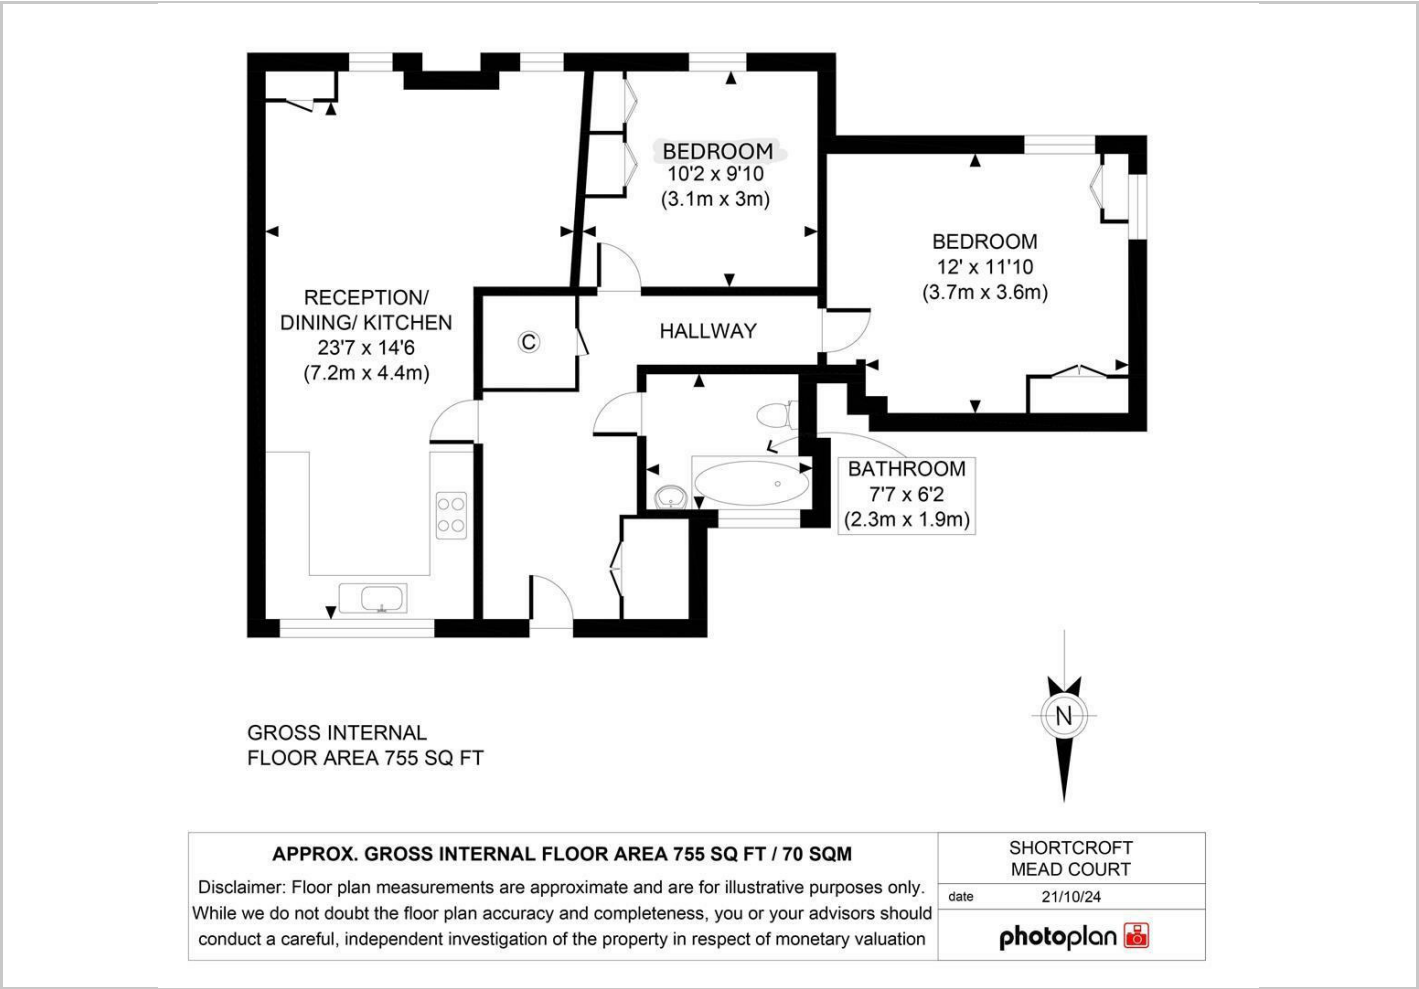 BEDROOM
10'2 x 9'10
(3.1m x 3m)
BEDROOM
12' x 11'10
(3.7m x 3.6m)
RECEPTION/
DINING/ KITCHEN
23'7 x 14'6
(7.2m x 4.4m)
C
HALLWAY
BATHROOM
7'7 x 6'2
(2.3m x 1.9m)
N
GROSS INTERNAL
FLOOR AREA 755 SQ FT
APPROX. GROSS INTERNAL FLOOR AREA 755 SQ FT / 70 SQM
Disclaimer: Floor plan measurements are approximate and are for illustrative purposes only.
While we do not doubt the floor plan accuracy and completeness, you or your advisors should
conduct a careful, independent investigation of the property in respect of monetary valuation
SHORTCROFT
MEAD COURT
date 21/10/24
photoplan